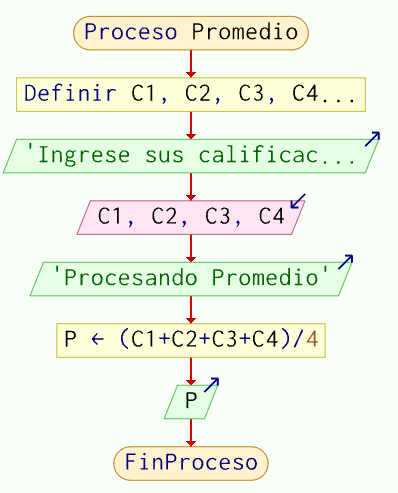 Proceso Promedio
Definir C1, C2, C3, C4...
'Ingrese sus calificac...
C1, C2, C3, C4
'Procesando Promedio'
P ← (C1+C2+C3+C4)/4
P
FinProceso